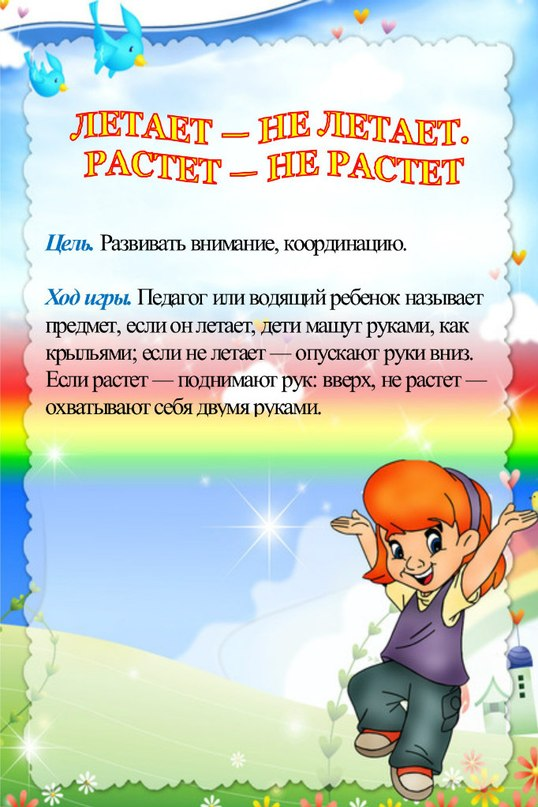 ЛЕТАЕТ — НЕ ЛЕТАЕТ.
РАСТЕТ — НЕ РАСТЕТ
Цель. Развивать внимание, координацию.
Ход игры. Педагог или водящий ребенок называет
предмет, если он летает, дети машут руками, как
крыльями; если не летает — опускают руки вниз.
Если растет — поднимают рук: вверх, не растет —
охватывают себя двумя руками.